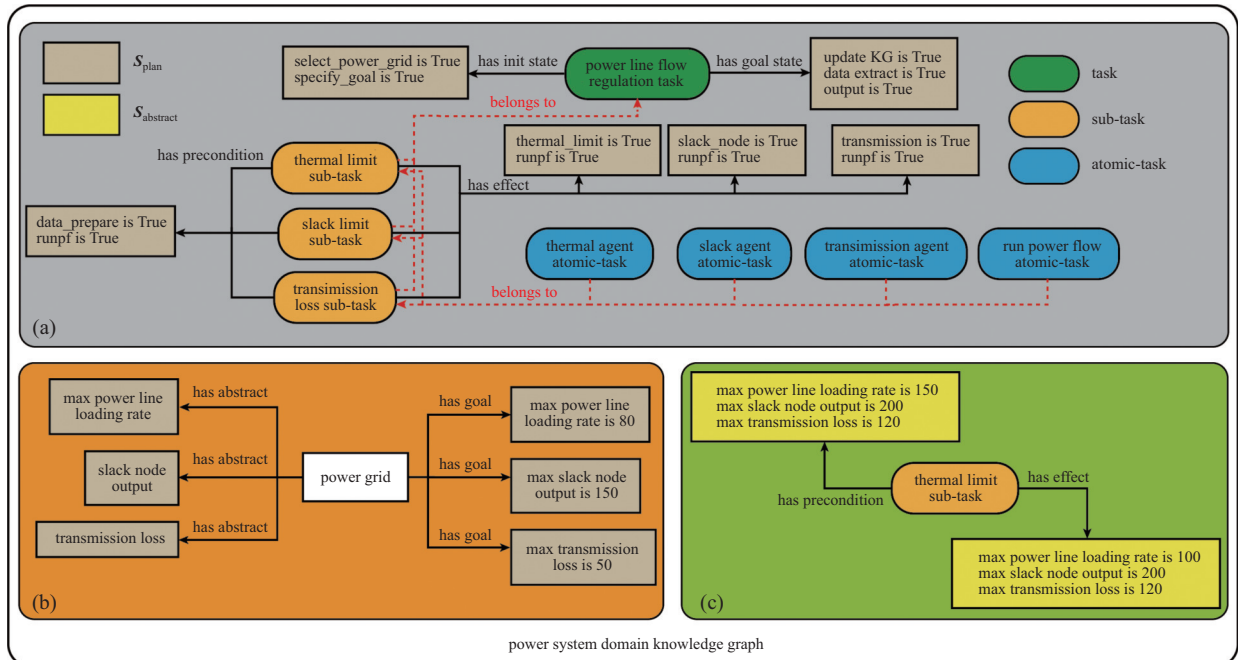 S_plan
S_abstract
select_power_grid is True
specify_goal is True
has init state
power line flow
regulation task
has goal state
update KG is True
data extract is True
output is True
task
sub-task
atomic-task
belongs to
has precondition
thermal limit
sub-task
thermal_limit is True
runpf is True
slack_node is True
runpf is True
transmission is True
runpf is True
has effect
data_prepare is True
runpf is True
slack limit
sub-task
transimission
loss sub-task
thermal agent
atomic-task
slack agent
atomic-task
transimission agent
atomic-task
run power flow
atomic-task
belongs to
(a)
max power line
loading rate
has abstract
slack node
output
has abstract
transmission loss
has abstract
power grid
has goal
max power line
loading rate is 80
has goal
max slack node
output is 150
has goal
max transmission
loss is 50
(b)
max power line loading rate is 150
max slack node output is 200
max transmission loss is 120
has precondition
thermal limit
sub-task
has effect
max power line loading rate is 100
max slack node output is 200
max transmission loss is 120
(c)
power system domain knowledge graph